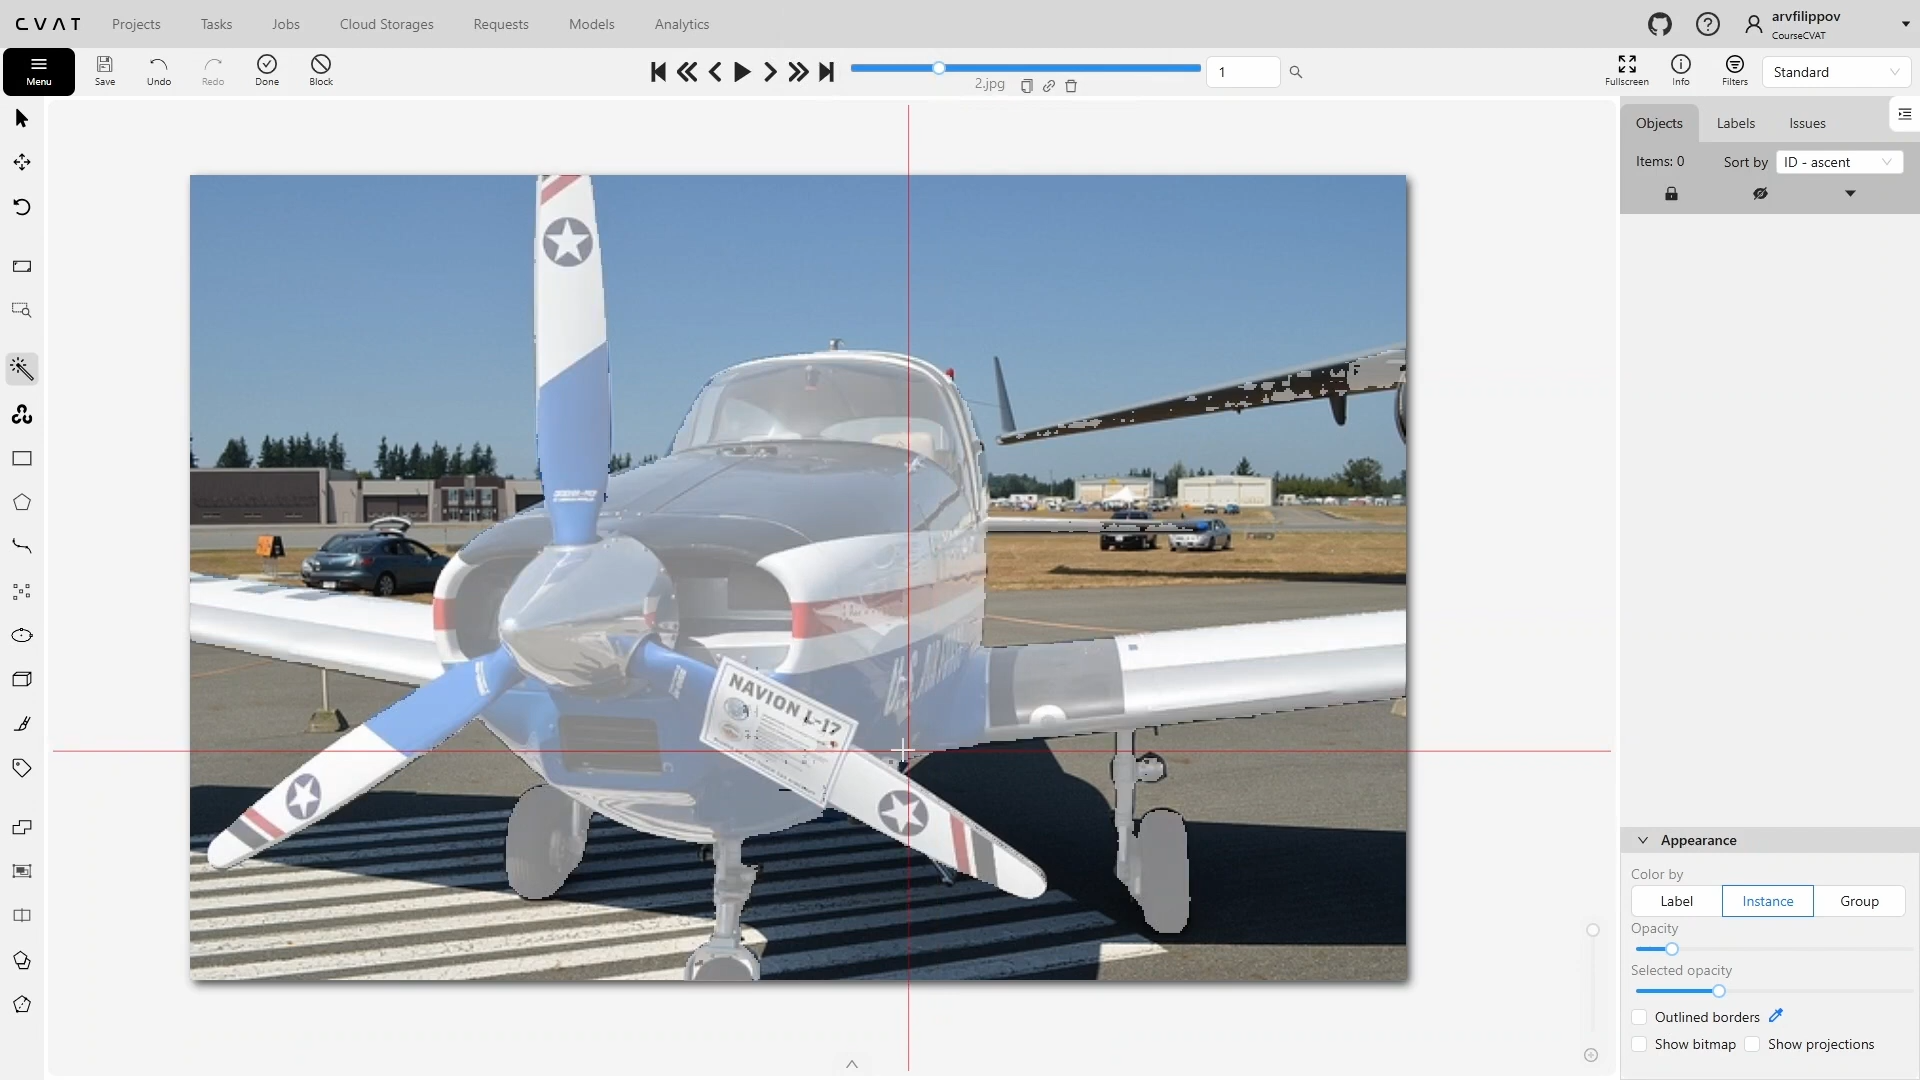 CVAT Projects Tasks Jobs Cloud Storages Requests Models Analytics
arvfilippov
CourseCVAT
Menu Save Undo Redo Done Block
2.jpg
1
Fullscreen Info Filters
Standard
Objects Labels Issues
Items: 0 Sort by ID - ascent
NAVION L-17
Appearance
Color by
Label Instance Group
Opacity
Selected opacity
Outlined borders
Show bitmap Show projections